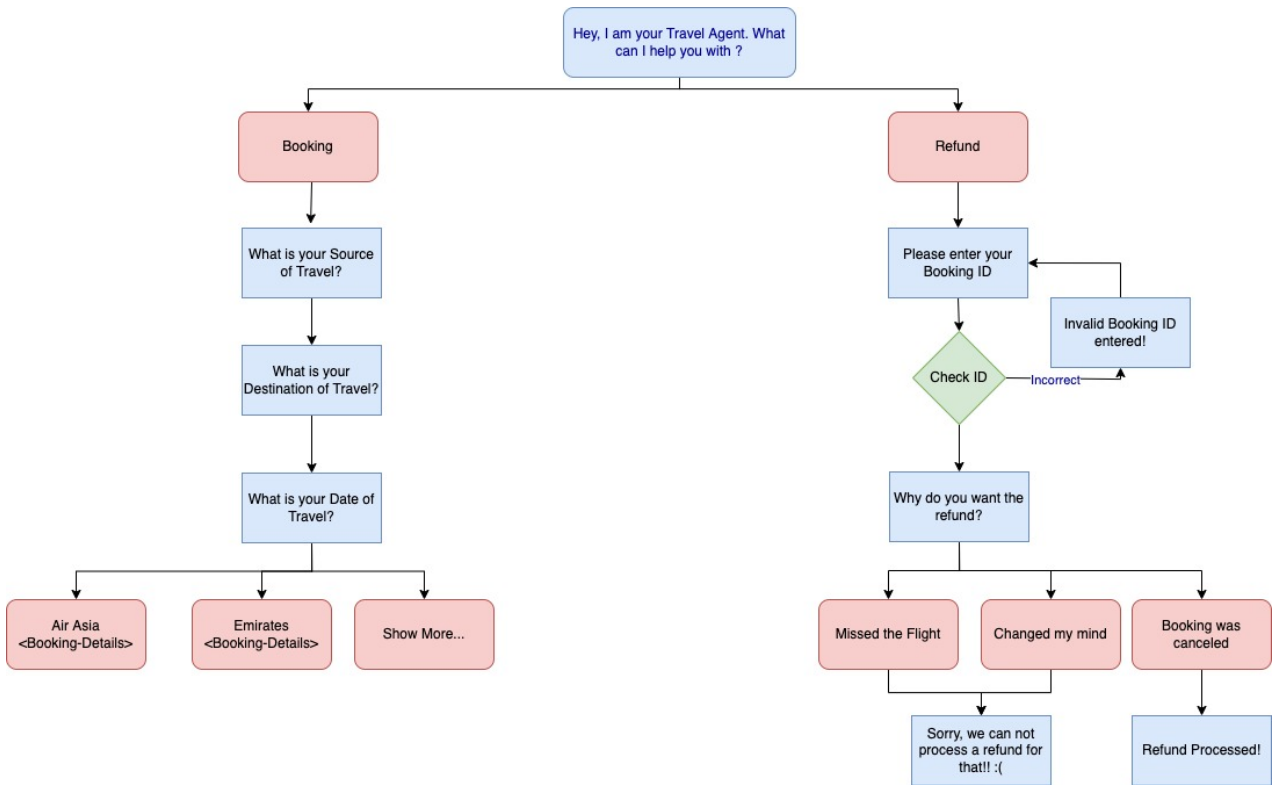 Hey, I am your Travel Agent. What
can I help you with ?
Booking
Refund
What is your Source
of Travel?
Please enter your
Booking ID
Invalid Booking ID
entered!
What is your
Destination of Travel?
Check ID
Incorrect
What is your Date of
Travel?
Why do you want the
refund?
Air Asia
<Booking-Details>
Emirates
<Booking-Details>
Show More...
Missed the Flight
Changed my mind
Booking was
canceled
Sorry, we can not
process a refund for
that!! :(
Refund Processed!